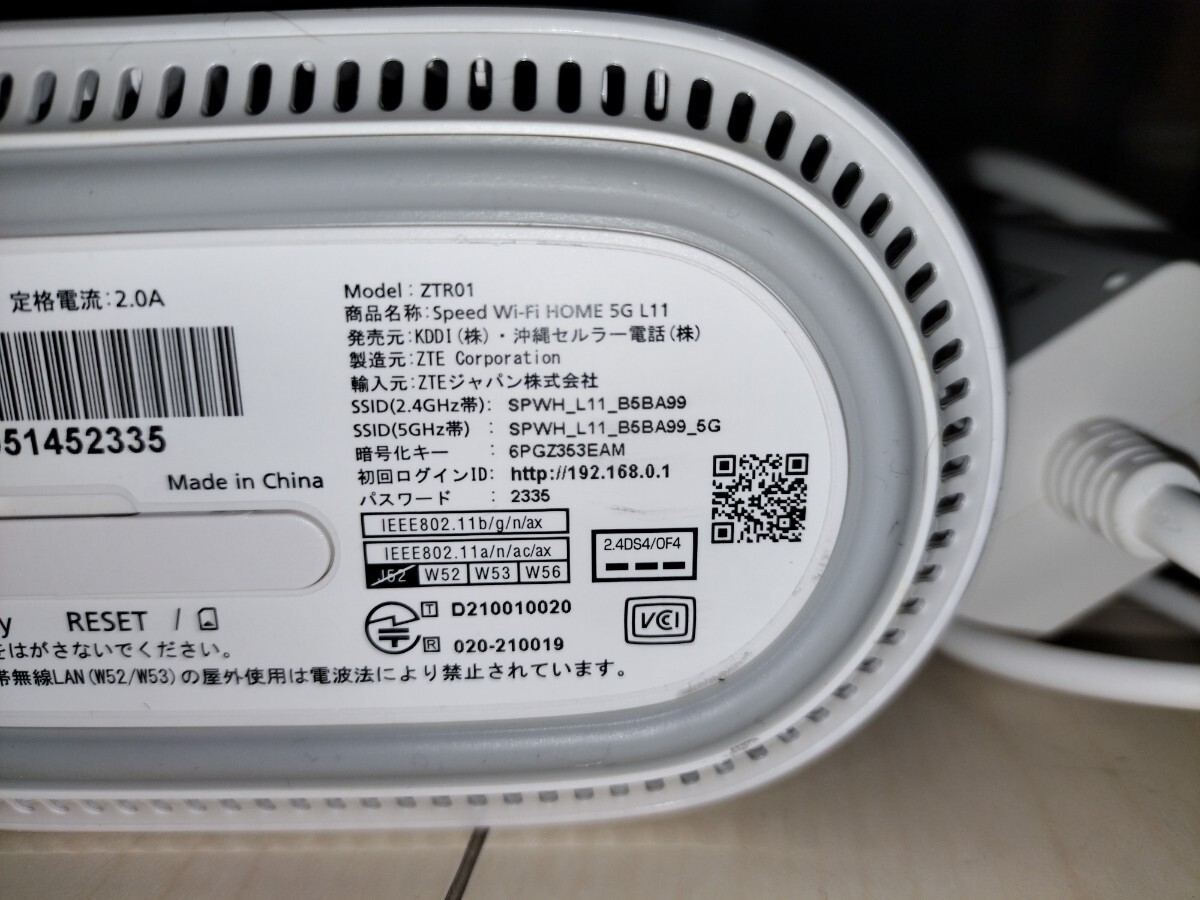 定格電流:2.0A
51452335
Made in China
RESET /
をはがさないでください。
帯無線LAN(W52/W53)の屋外使用は電波法により禁止されています。
Model : ZTR01
商品名称:Speed Wi-Fi HOME 5G L11
発売元:KDDI(株)・沖縄セルラー電話(株)
製造元:ZTE Corporation
輸入元:ZTEジャパン株式会社
SSID(2.4GHz帯): SPWH_L11_B5BA99
SSID(5GHz帯) : SPWH_L11_B5BA99_5G
暗号化キー : 6PGZ353EAM
初回ログインID: http://192.168.0.1
パスワード : 2335
IEEE802.11b/g/n/ax
IEEE802.11a/n/ac/ax
J52 W52 W53 W56
2.4DS4/OF4
T D210010020
R 020-210019
VCCI